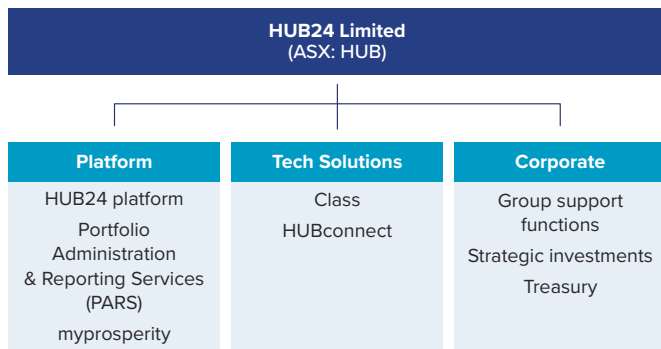 HUB24 Limited
(ASX: HUB)
Platform
HUB24 platform
Portfolio
Administration
& Reporting Services
(PARS)
myprosperity
Tech Solutions
Class
HUBconnect
Corporate
Group support
functions
Strategic investments
Treasury